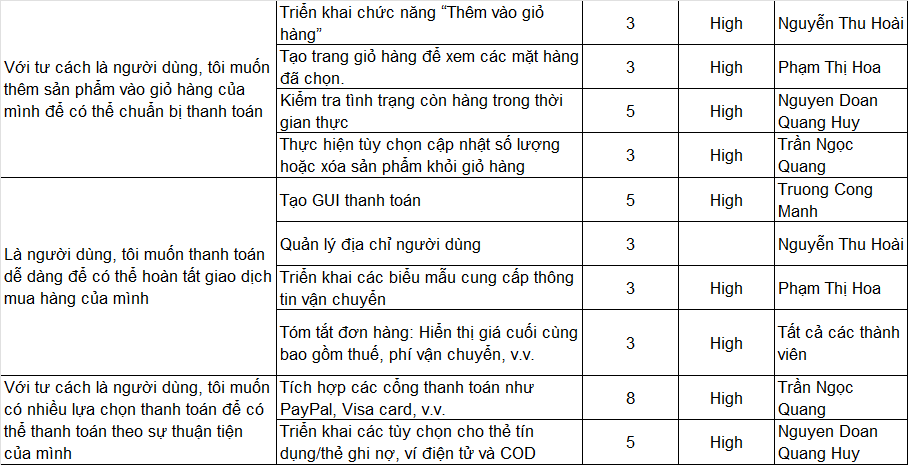 Với tư cách là người dùng, tôi muốn
thêm sản phẩm vào giỏ hàng của
mình để có thể chuẩn bị thanh toán
Triển khai chức năng “Thêm vào giỏ
hàng”
3
High
Nguyễn Thu Hoài
Tạo trang giỏ hàng để xem các mặt hàng
đã chọn.
3
High
Phạm Thị Hoa
Kiểm tra tình trạng còn hàng trong thời
gian thực
5
High
Nguyen Doan
Quang Huy
Thực hiện tùy chọn cập nhật số lượng
hoặc xóa sản phẩm khỏi giỏ hàng
3
High
Trần Ngọc
Quang
Là người dùng, tôi muốn thanh toán
dễ dàng để có thể hoàn tất giao dịch
mua hàng của mình
Tạo GUI thanh toán
5
High
Truong Cong
Manh
Quản lý địa chỉ người dùng
3
High
Nguyễn Thu Hoài
Triển khai các biểu mẫu cung cấp thông
tin vận chuyển
3
High
Phạm Thị Hoa
Tóm tắt đơn hàng: Hiển thị giá cuối cùng
bao gồm thuế, phí vận chuyển, v.v.
3
High
Tất cả các thành
viên
Với tư cách là người dùng, tôi muốn
có nhiều lựa chọn thanh toán để có
thể thanh toán theo sự thuận tiện
của mình
Tích hợp các cổng thanh toán như
PayPal, Visa card, v.v.
8
High
Trần Ngọc
Quang
Triển khai các tùy chọn cho thẻ tín
dụng/thẻ ghi nợ, ví điện tử và COD
5
High
Nguyen Doan
Quang Huy